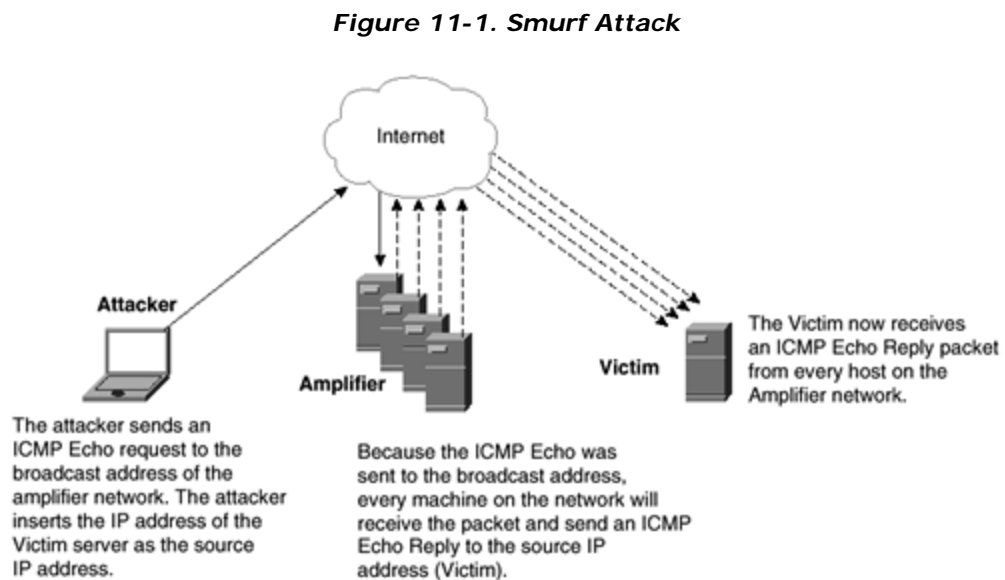 Figure 11-1. Smurf Attack
Internet
Attacker
Amplifier
Victim
The attacker sends an
ICMP Echo request to the
broadcast address of the
amplifier network. The attacker
inserts the IP address of the
Victim server as the source
IP address.
Because the ICMP Echo was
sent to the broadcast address,
every machine on the network will
receive the packet and send an ICMP
Echo Reply to the source IP
address (Victim).
The Victim now receives
an ICMP Echo Reply packet
from every host on the
Amplifier network.